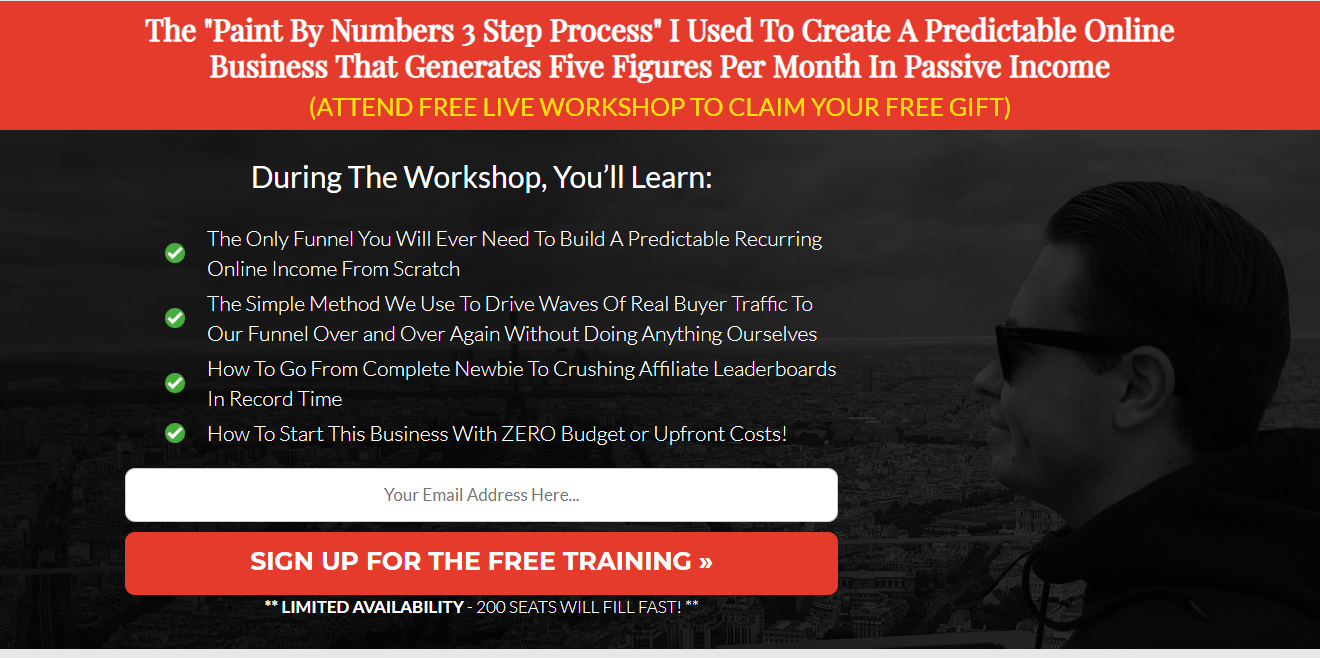 The "Paint By Numbers 3 Step Process" I Used To Create A Predictable Online
Business That Generates Five Figures Per Month In Passive Income
(ATTEND FREE LIVE WORKSHOP TO CLAIM YOUR FREE GIFT)
During The Workshop, You’ll Learn:
The Only Funnel You Will Ever Need To Build A Predictable Recurring
Online Income From Scratch
The Simple Method We Use To Drive Waves Of Real Buyer Traffic To
Our Funnel Over and Over Again Without Doing Anything Ourselves
How To Go From Complete Newbie To Crushing Affiliate Leaderboards
In Record Time
How To Start This Business With ZERO Budget or Upfront Costs!
Your Email Address Here...
SIGN UP FOR THE FREE TRAINING »
** LIMITED AVAILABILITY - 200 SEATS WILL FILL FAST! **